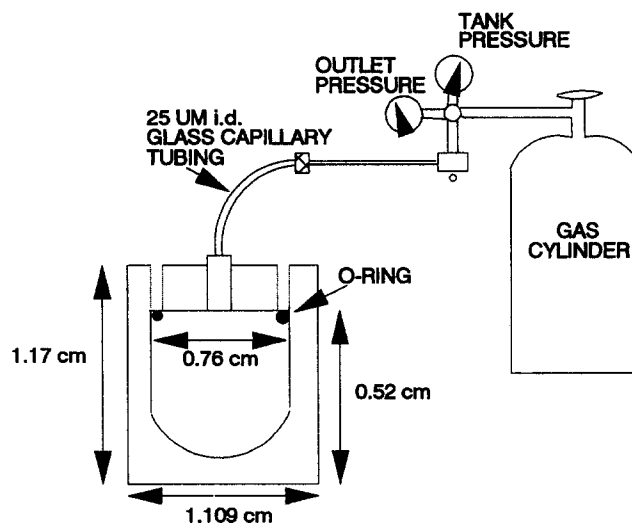 TANK
PRESSURE
OUTLET
PRESSURE
25 UM i.d.
GLASS CAPILLARY
TUBING
GAS
CYLINDER
O-RING
1.17 cm
0.76 cm
0.52 cm
1.109 cm